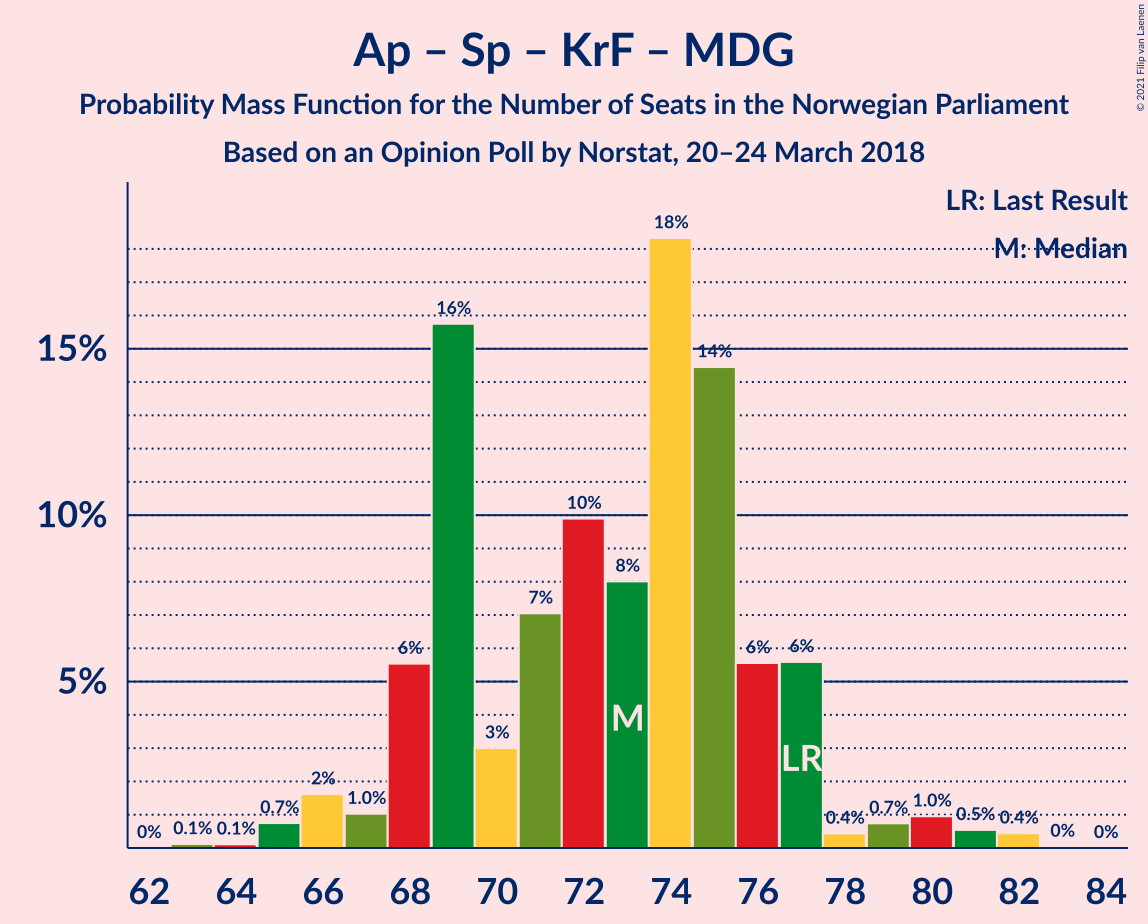 Ap – Sp – KrF – MDG
Probability Mass Function for the Number of Seats in the Norwegian Parliament
Based on an Opinion Poll by Norstat, 20–24 March 2018
© 2021 Filip van Laenen
LR: Last Result
M: Median
15%
10%
5%
0%
0.1%
0.1%
0.7%
2%
1.0%
6%
16%
3%
7%
10%
8%
18%
14%
6%
6%
0.4%
0.7%
1.0%
0.5%
0.4%
0%
0%
M
LR
62 64 66 68 70 72 74 76 78 80 82 84